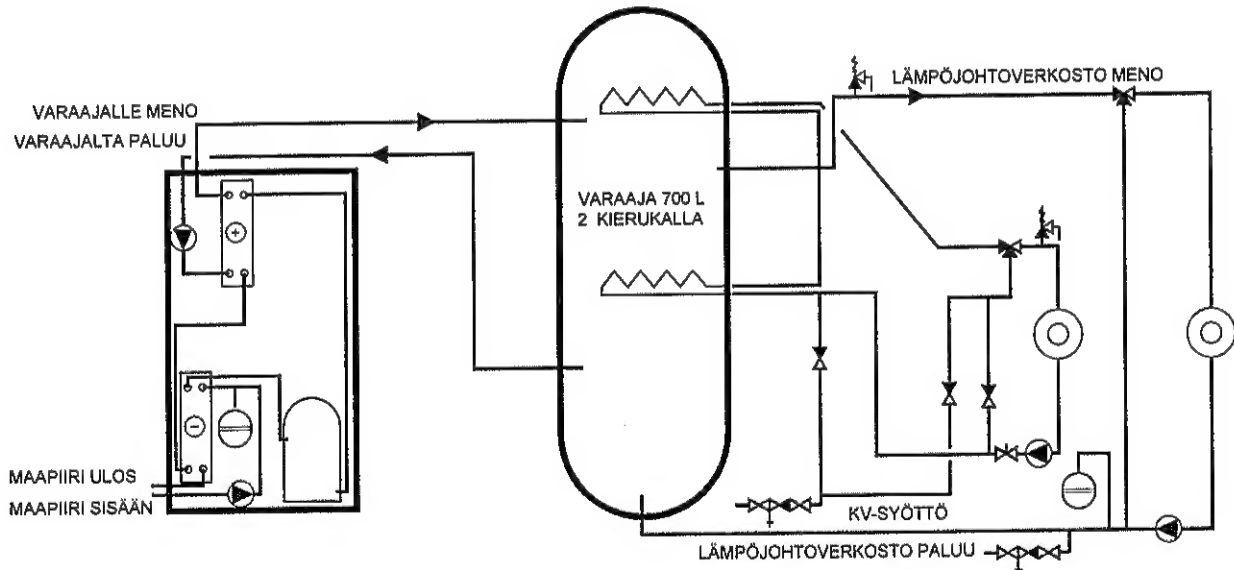 LÄMPÖJOHTOVERKOSTO MENO
VARAAJALLE MENO
VARAAJALTA PALUU
VARAAJA 700 L
2 KIERUKALLA
+
−
MAAPIIRI ULOS
MAAPIIRI SISÄÄN
KV-SYÖTTÖ
LÄMPÖJOHTOVERKOSTO PALUU